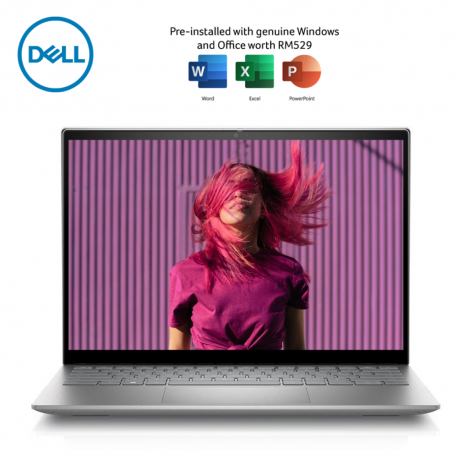 DELL
Pre-installed with genuine Windows
and Office worth RM529
W
X
P
Word
Excel
PowerPoint